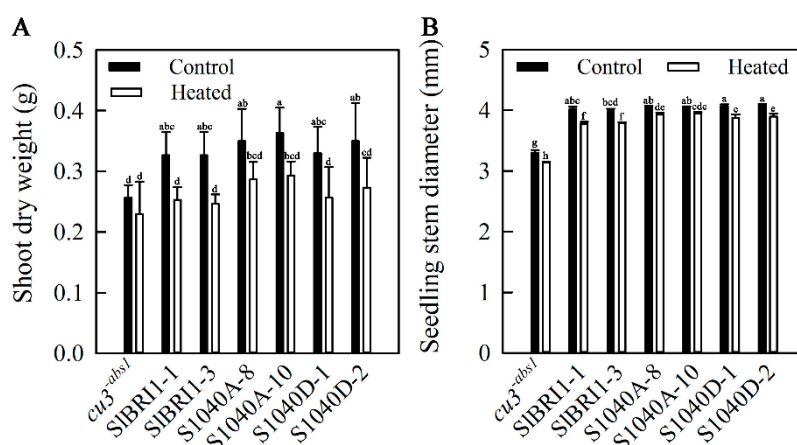 A
Shoot dry weight (g)
0.5
0.4
0.3
0.2
0.1
0.0
Control
Heated
d d abc d abc d ab bcd a bcd abc d ab cd
cu3⁻ᵃᵇˢ¹
SlBRI1-1
SlBRI1-3
S1040A-8
S1040A-10
S1040D-1
S1040D-2
B
Seedling stem diameter (mm)
5
4
3
2
1
0
Control Heated
g h abc f bcd f ab de ab cde a e a e
cu3⁻ᵃᵇˢ¹
SlBRI1-1
SlBRI1-3
S1040A-8
S1040A-10
S1040D-1
S1040D-2